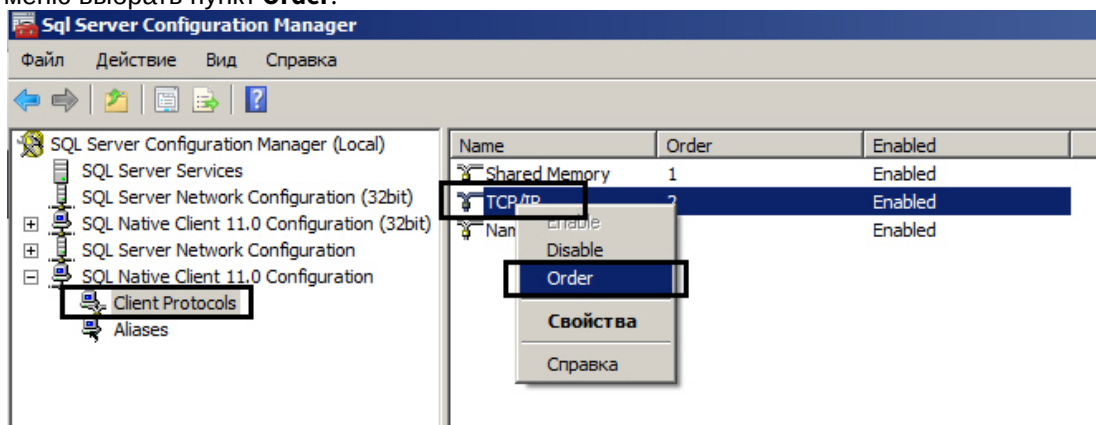 меню выбрать пункт Order.
Sql Server Configuration Manager
Файл Действие Вид Справка
SQL Server Configuration Manager (Local)
SQL Server Services
SQL Server Network Configuration (32bit)
SQL Native Client 11.0 Configuration (32bit)
SQL Server Network Configuration
SQL Native Client 11.0 Configuration
Client Protocols
Aliases
Name Order Enabled
Shared Memory 1 Enabled
TCP/IP 2 Enabled
Nam Enabled
Enable
Disable
Order
Свойства
Справка